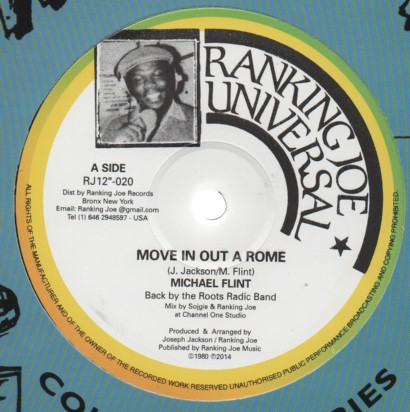 RANKING JOE
UNIVERSAL
A SIDE
RJ12"-020
Dist by Ranking Joe Records
Bronx New York
Email: Ranking Joe @gmail.com
Tel (1) 646 2948597 - USA
MOVE IN OUT A ROME
(J. Jackson/M. Flint)
MICHAEL FLINT
Back by the Roots Radic Band
Mix by Sojgie & Ranking Joe
at Channel One Studio
Produced & Arranged by
Joseph Jackson / Ranking Joe
Published by Ranking Joe Music
©1980 ℗2014
ALL RIGHTS OF THE MANUFACTURER AND OF THE OWNER OF THE RECORDED WORK RESERVED UNAUTHORISED PUBLIC PERFORMANCE BROADCASTING AND COPYING PROHIBITED.